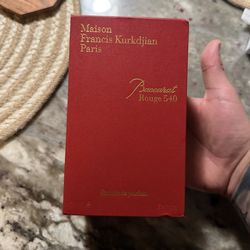 Maison
Francis Kurkdjian
Paris
Baccarat
Rouge 540